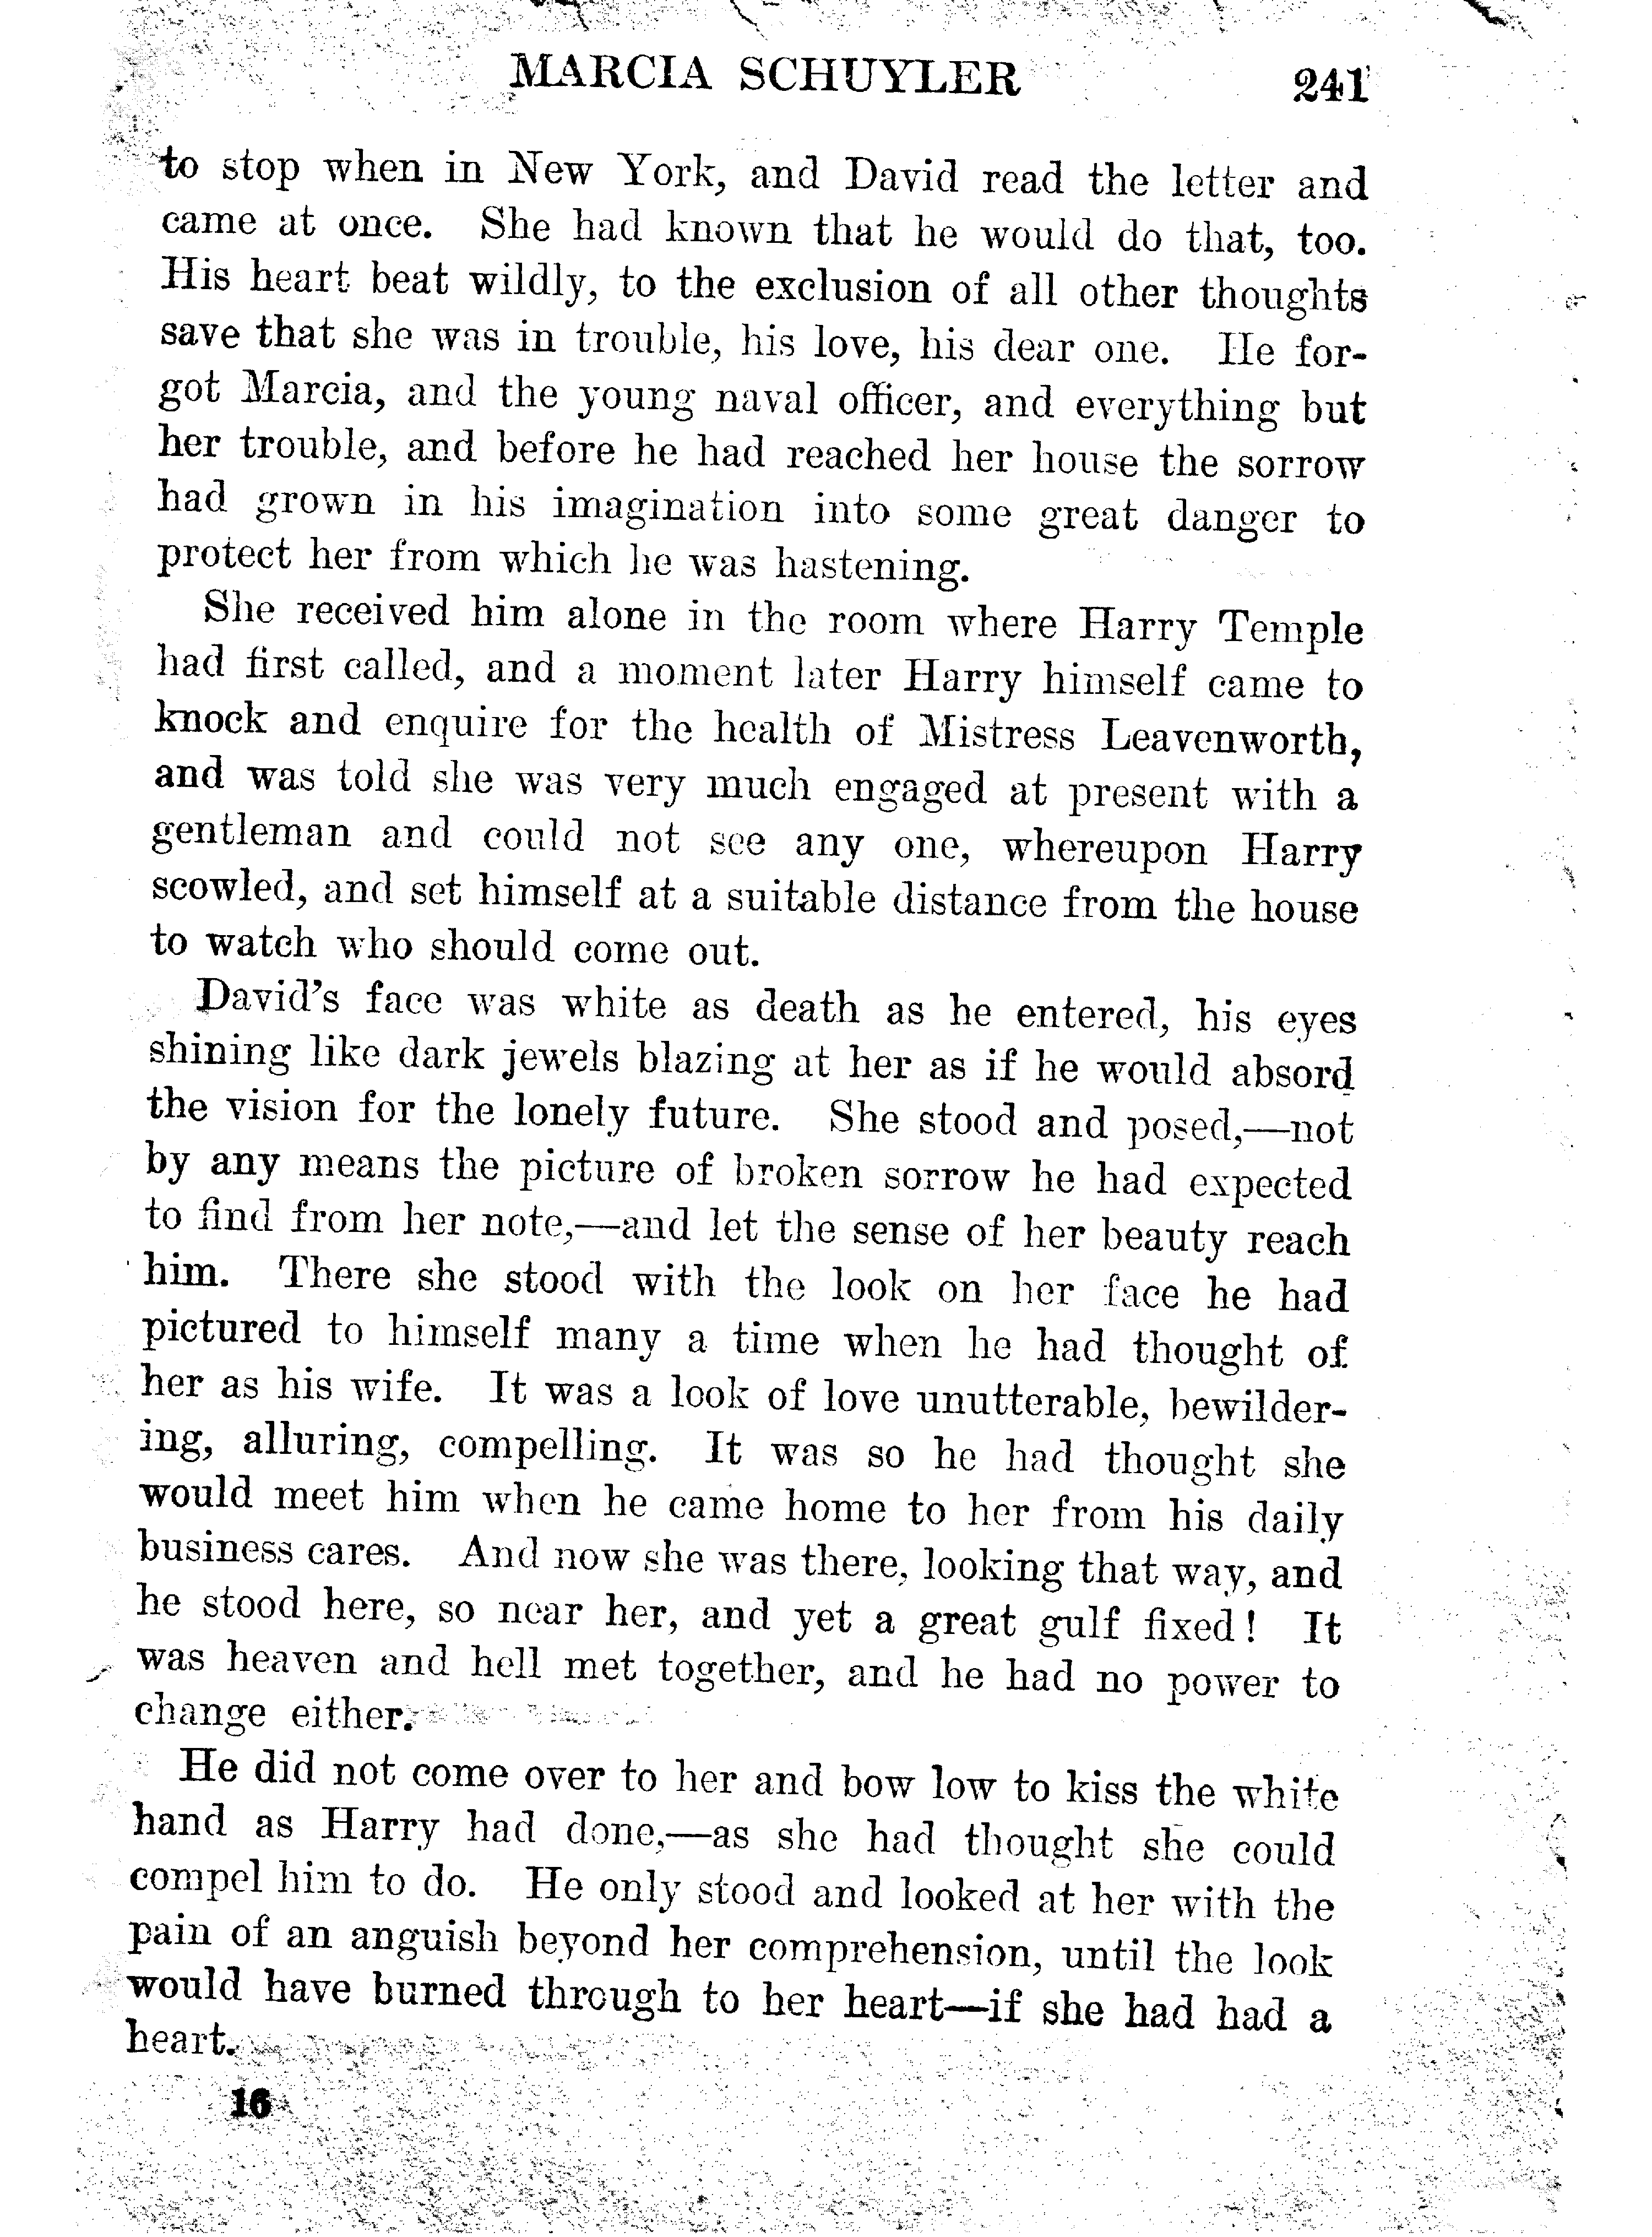 MARCIA SCHUYLER 241
to stop when in New York, and David read the letter and
came at once. She had known that he would do that, too.
His heart beat wildly, to the exclusion of all other thoughts
save that she was in trouble, his love, his dear one. He for-
got Marcia, and the young naval officer, and everything but
her trouble, and before he had reached her house the sorrow
had grown in his imagination into some great danger to
protect her from which he was hastening.
She received him alone in the room where Harry Temple
had first called, and a moment later Harry himself came to
knock and enquire for the health of Mistress Leavenworth,
and was told she was very much engaged at present with a
gentleman and could not see any one, whereupon Harry
scowled, and set himself at a suitable distance from the house
to watch who should come out.
David's face was white as death as he entered, his eyes
shining like dark jewels blazing at her as if he would absord
the vision for the lonely future. She stood and posed,—not
by any means the picture of broken sorrow he had expected
to find from her note,—and let the sense of her beauty reach
him. There she stood with the look on her face he had
pictured to himself many a time when he had thought of
her as his wife. It was a look of love unutterable, bewilder-
ing, alluring, compelling. It was so he had thought she
would meet him when he came home to her from his daily
business cares. And now she was there, looking that way, and
he stood here, so near her, and yet a great gulf fixed! It
was heaven and hell met together, and he had no power to
change either.
He did not come over to her and bow low to kiss the white
hand as Harry had done,—as she had thought she could
compel him to do. He only stood and looked at her with the
pain of an anguish beyond her comprehension, until the look
would have burned through to her heart—if she had had a
heart.
16